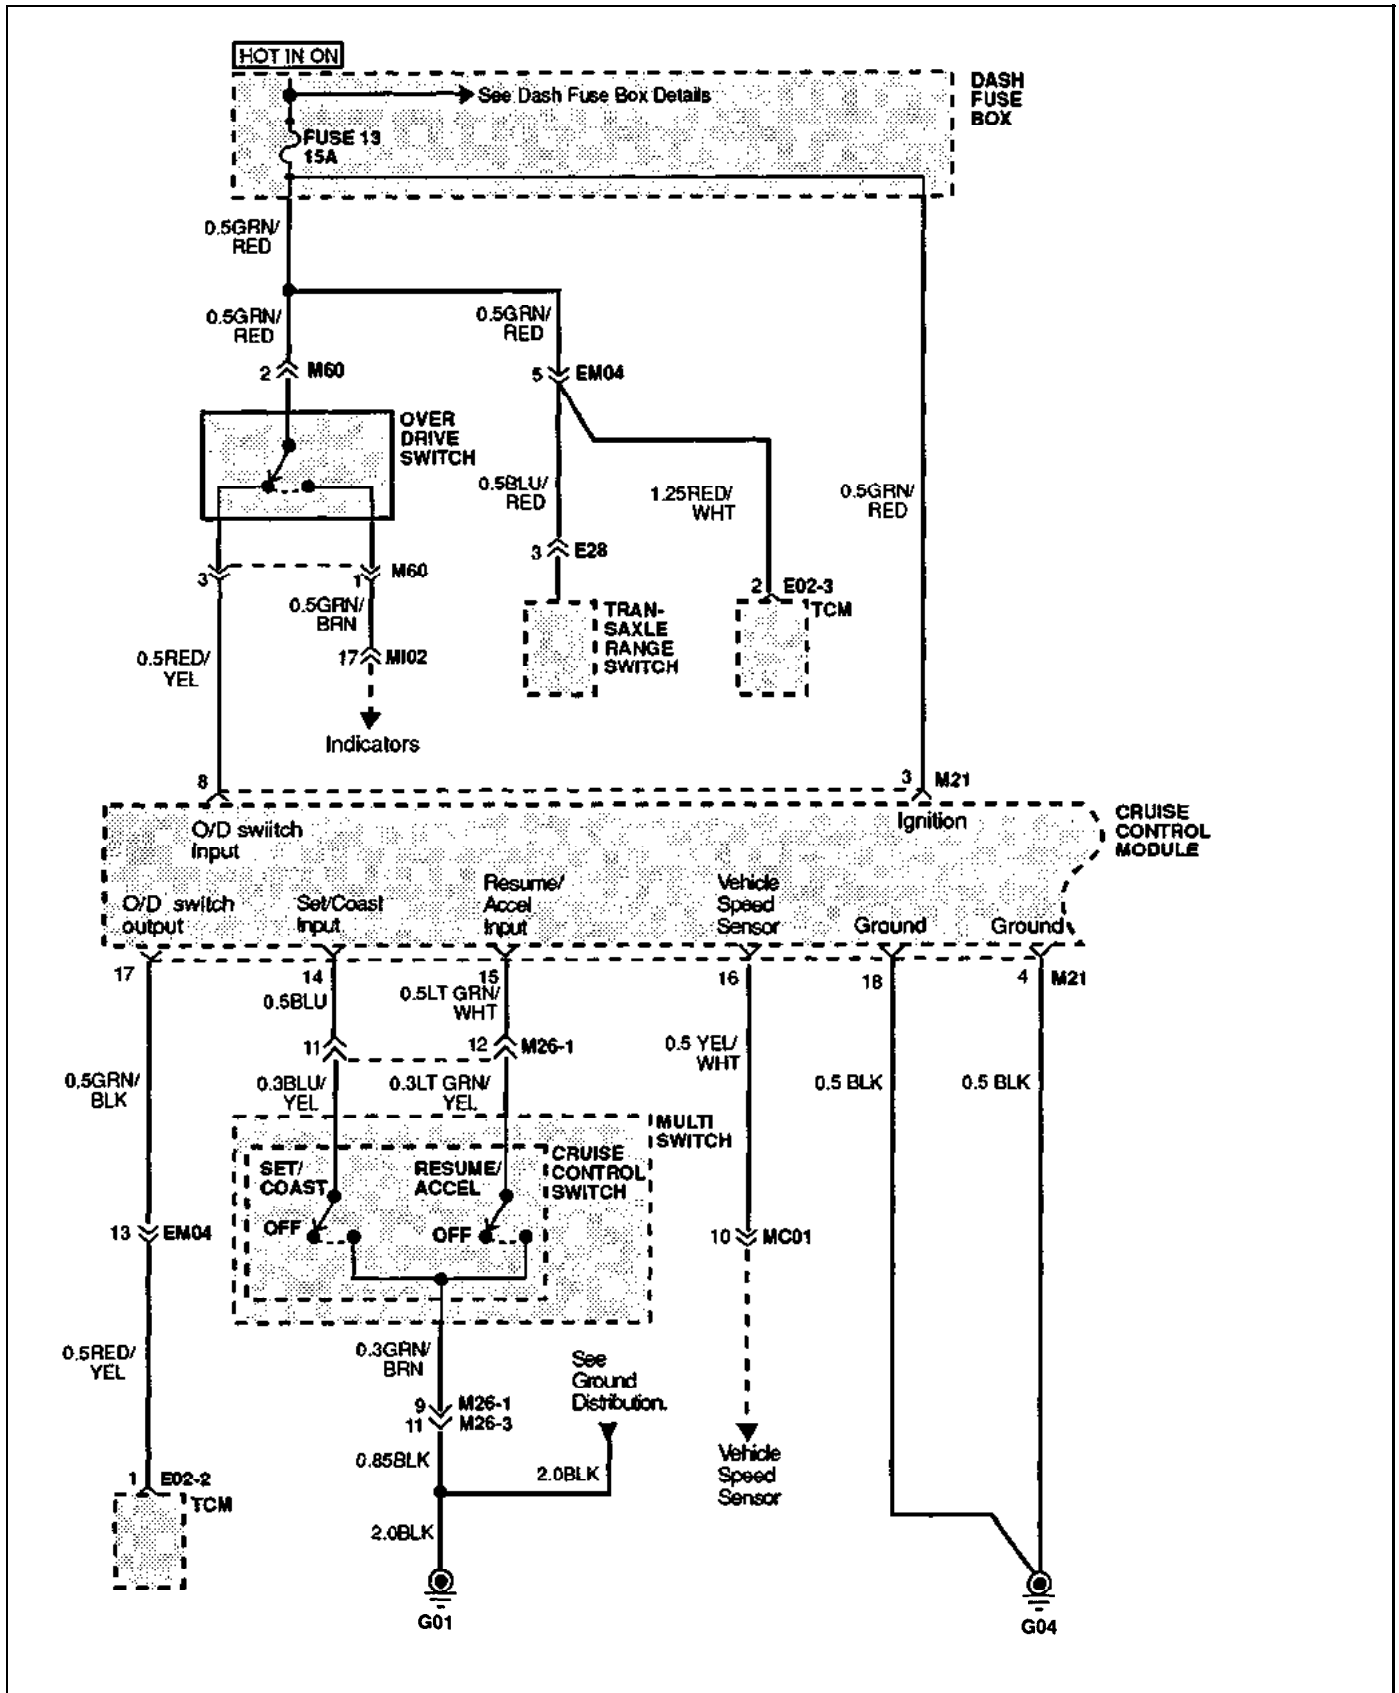 HOT IN ON
DASH
FUSE
BOX
See Dash Fuse Box Details
FUSE 13
15A
0.5GRN/
RED
0.5GRN/
RED
0.5GRN/
RED
2 M60
5 EM04
OVER
DRIVE
SWITCH
0.5BLU/
RED
1.25RED/
WHT
0.5GRN/
RED
3 E28
3
1 M60
0.5GRN/
BRN
2 E02-3
TCM
TRAN-
SAXLE
RANGE
SWITCH
0.5RED/
YEL
17 MI02
Indicators
8
3 M21
CRUISE
CONTROL
MODULE
O/D swiitch
Input
Ignition
O/D switch
output
Set/Coast
Input
Resume/
Accel
Input
Vehicle
Speed
Sensor
Ground
Ground
17
14
15
16
18
4 M21
0.5BLU
0.5LT GRN/
WHT
11
12 M26-1
0.5 YEL/
WHT
0.5GRN/
BLK
0.3BLU/
YEL
0.3LT GRN/
YEL
0.5 BLK
0.5 BLK
MULTI
SWITCH
CRUISE
CONTROL
SWITCH
SET/
COAST
RESUME/
ACCEL
OFF
OFF
13 EM04
10 MC01
0.5RED/
YEL
0.3GRN/
BRN
See
Ground
Distribution.
9 M26-1
11 M26-3
0.85BLK
2.0BLK
Vehicle
Speed
Sensor
1 E02-2
TCM
2.0BLK
G01
G04